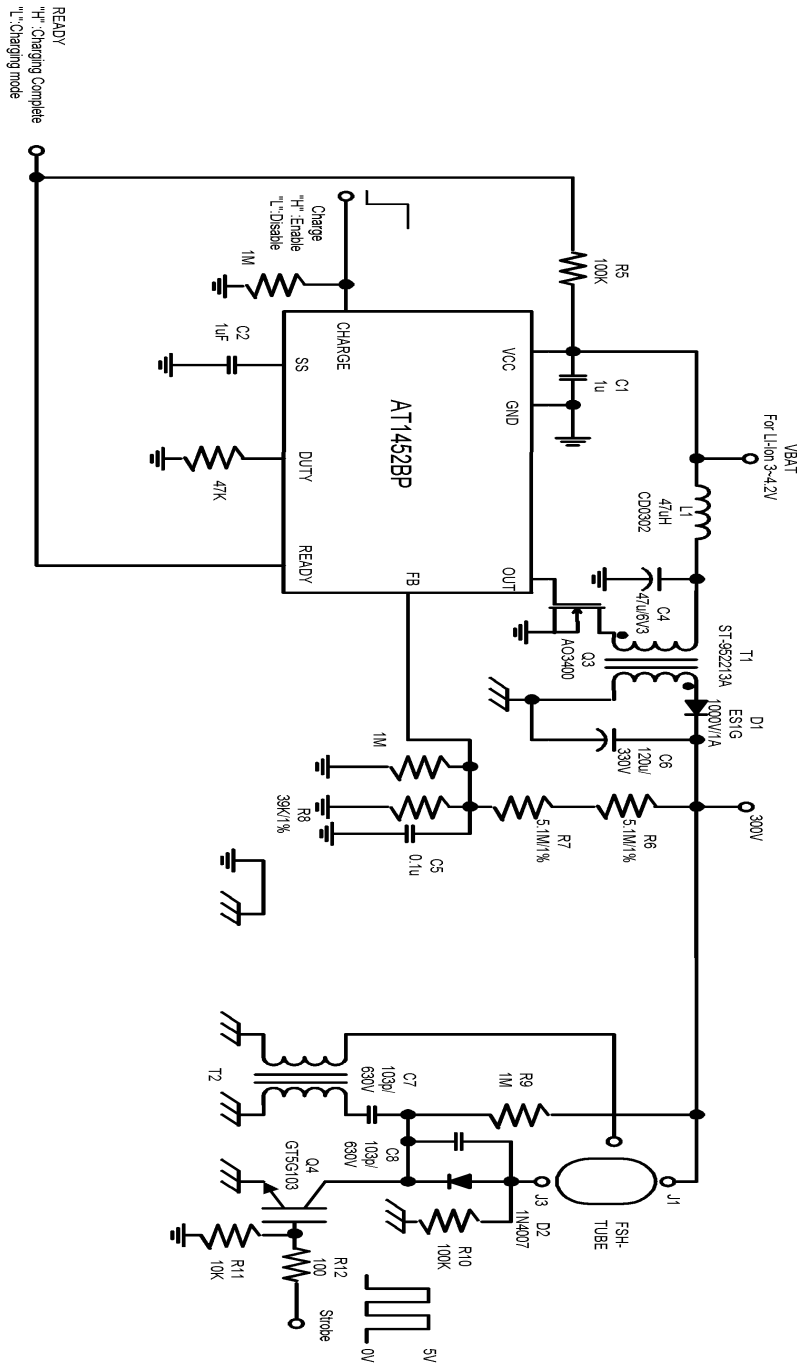 READY
"H" :Charging Complete
"L":Charging mode
Charge
"H" :Enable
"L":Disable
1M
R5
100K
C1
1u
VBAT
For LI-Ion 3~4.2V
L1
47uH
CD0302
C4
47u/6V3
T1
ST-952213A
Q3
AO3400
D1
ES1G
1000V/1A
C6
120u/
330V
300V
AT1452BP
CHARGE
VCC
GND
OUT
SS
DUTY
READY
FB
C2
1uF
47K
1M
R8
39K/1%
C5
0.1u
R7
5.1M/1%
R6
5.1M/1%
T2
C7
103p/
630V
R9
1M
C8
103p/
630V
Q4
GT5G103
D2
1N4007
R10
100K
J1
J3
FSH-
TUBE
R11
10K
R12
100
Strobe
5V
0V